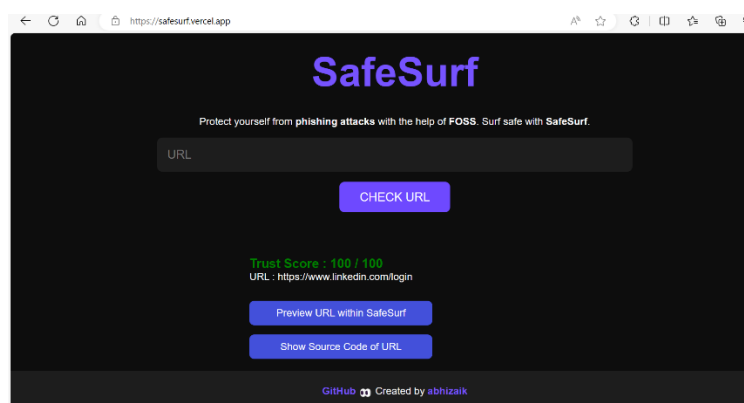 https://safesurf.vercel.app
SafeSurf
Protect yourself from phishing attacks with the help of FOSS. Surf safe with SafeSurf.
URL
CHECK URL
Trust Score : 100 / 100
URL : https://www.linkedin.com/login
Preview URL within SafeSurf
Show Source Code of URL
GitHub 👀 Created by abhizaik